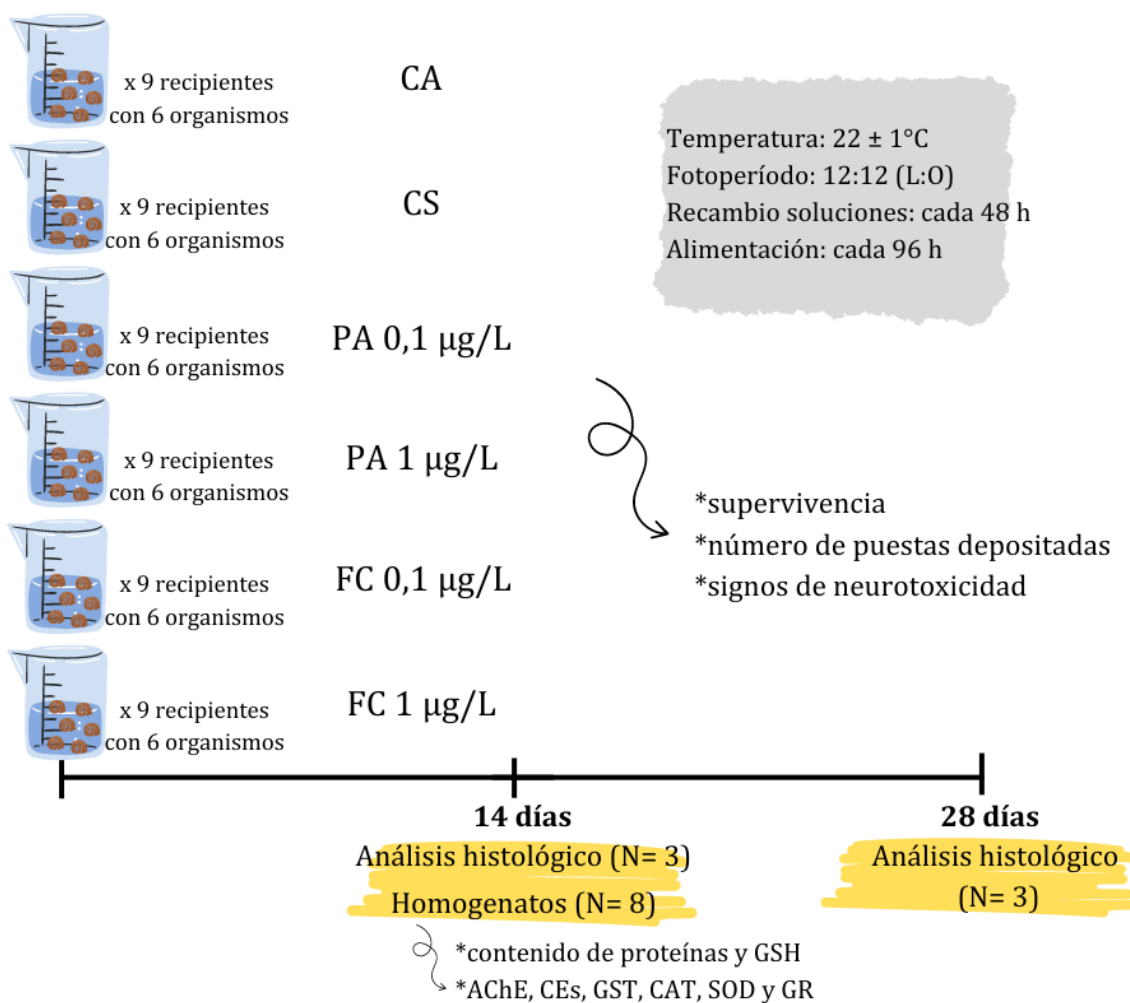 x 9 recipientes
con 6 organismos
CA
x 9 recipientes
con 6 organismos
CS
x 9 recipientes
con 6 organismos
PA 0,1 μg/L
x 9 recipientes
con 6 organismos
PA 1 μg/L
x 9 recipientes
con 6 organismos
FC 0,1 μg/L
x 9 recipientes
con 6 organismos
FC 1 μg/L
Temperatura: 22 ± 1°C
Fotoperíodo: 12:12 (L:O)
Recambio soluciones: cada 48 h
Alimentación: cada 96 h
*supervivencia
*número de puestas depositadas
*signos de neurotoxicidad
14 días
Análisis histológico (N= 3)
Homogenatos (N= 8)
*contenido de proteínas y GSH
*AChE, CEs, GST, CAT, SOD y GR
28 días
Análisis histológico
(N= 3)